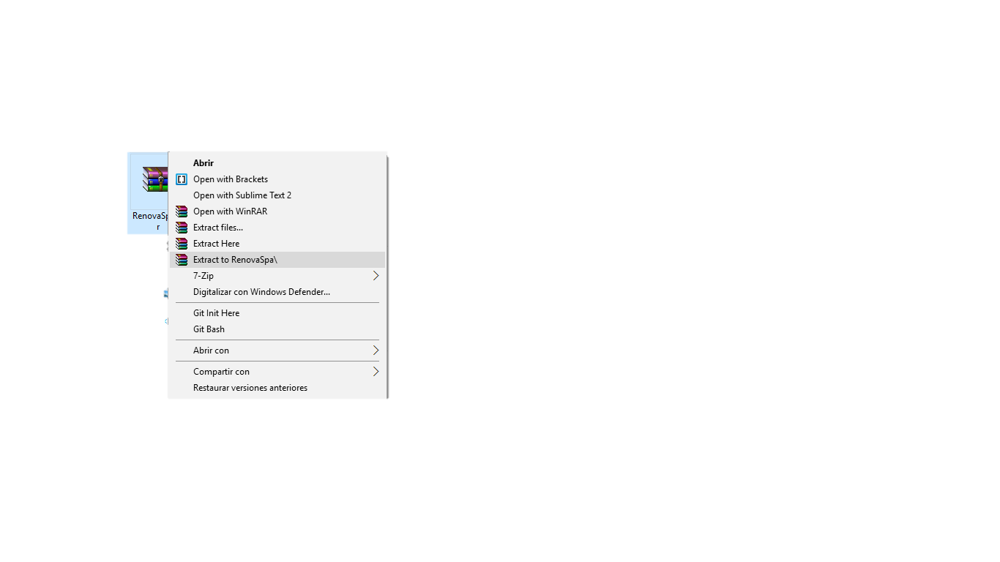 Abrir
Open with Brackets
Open with Sublime Text 2
Open with WinRAR
Extract files...
Extract Here
Extract to RenovaSpa\
7-Zip
Digitalizar con Windows Defender...
Git Init Here
Git Bash
Abrir con
Compartir con
Restaurar versiones anteriores